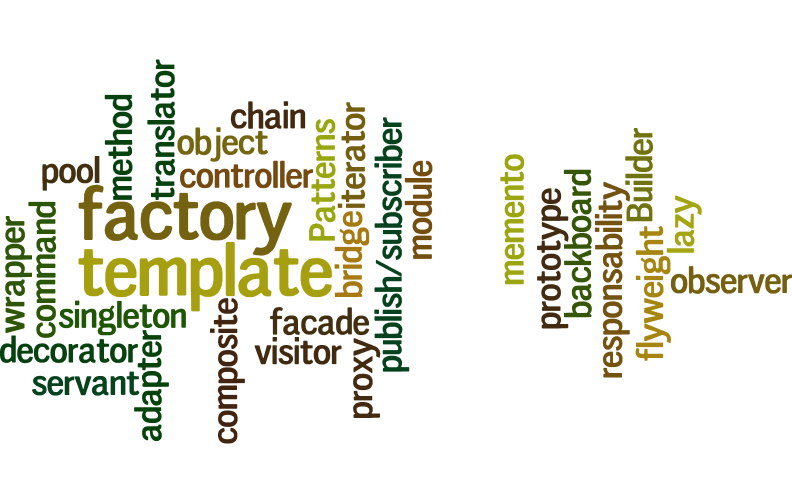 translator
method
chain
object
pool
controller
Patterns
iterator
publish/subscriber
module
factory
template
bridge
wrapper
command
singleton
decorator
servant
adapter
composite
facade
visitor
proxy
memento
prototype
backboard
responsability
Builder
flyweight
lazy
observer